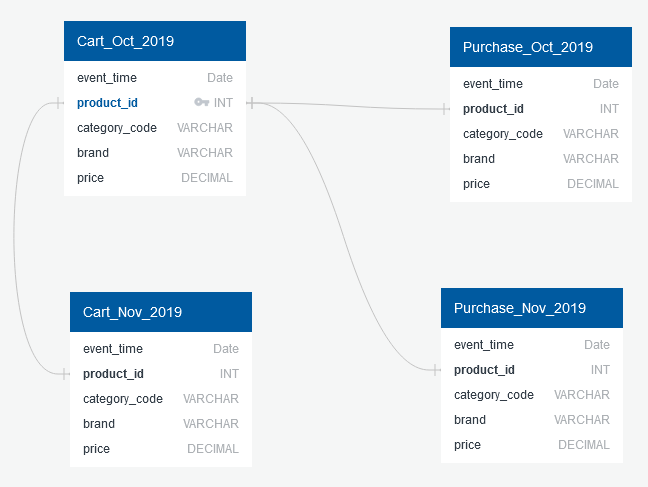 Cart_Oct_2019
event_time Date
product_id INT
category_code VARCHAR
brand VARCHAR
price DECIMAL
Purchase_Oct_2019
event_time Date
product_id INT
category_code VARCHAR
brand VARCHAR
price DECIMAL
Cart_Nov_2019
event_time Date
product_id INT
category_code VARCHAR
brand VARCHAR
price DECIMAL
Purchase_Nov_2019
event_time Date
product_id INT
category_code VARCHAR
brand VARCHAR
price DECIMAL